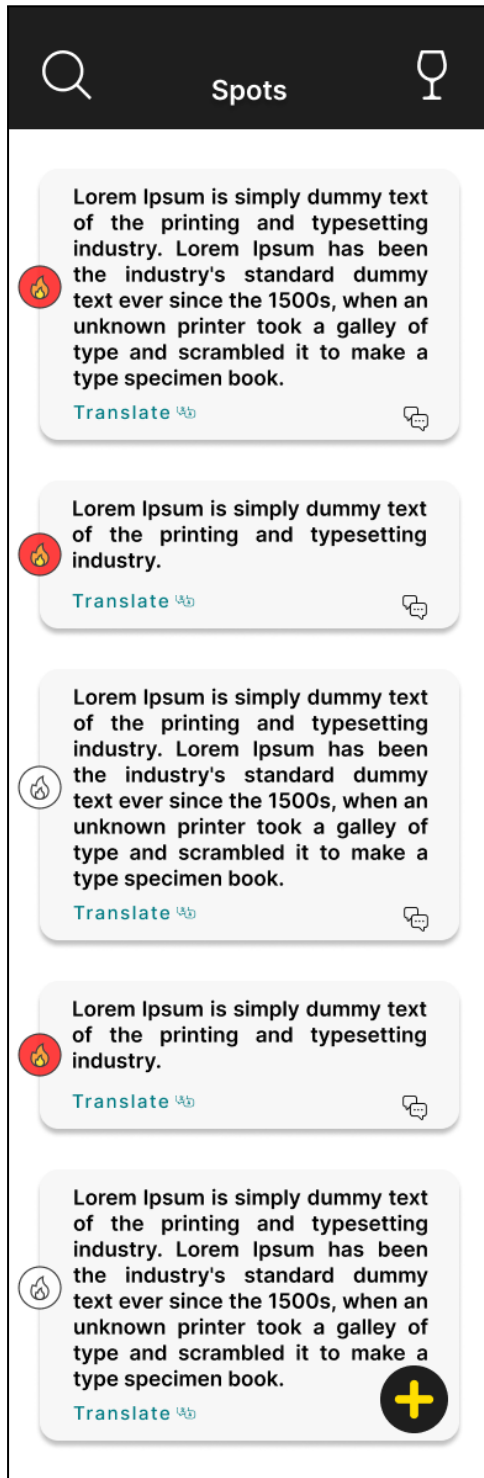 Spots
Lorem Ipsum is simply dummy text
of the printing and typesetting
industry. Lorem Ipsum has been
the industry's standard dummy
text ever since the 1500s, when an
unknown printer took a galley of
type and scrambled it to make a
type specimen book.
Translate
Lorem Ipsum is simply dummy text
of the printing and typesetting
industry.
Translate
Lorem Ipsum is simply dummy text
of the printing and typesetting
industry. Lorem Ipsum has been
the industry's standard dummy
text ever since the 1500s, when an
unknown printer took a galley of
type and scrambled it to make a
type specimen book.
Translate
Lorem Ipsum is simply dummy text
of the printing and typesetting
industry.
Translate
Lorem Ipsum is simply dummy text
of the printing and typesetting
industry. Lorem Ipsum has been
the industry's standard dummy
text ever since the 1500s, when an
unknown printer took a galley of
type and scrambled it to make a
type specimen book.
Translate